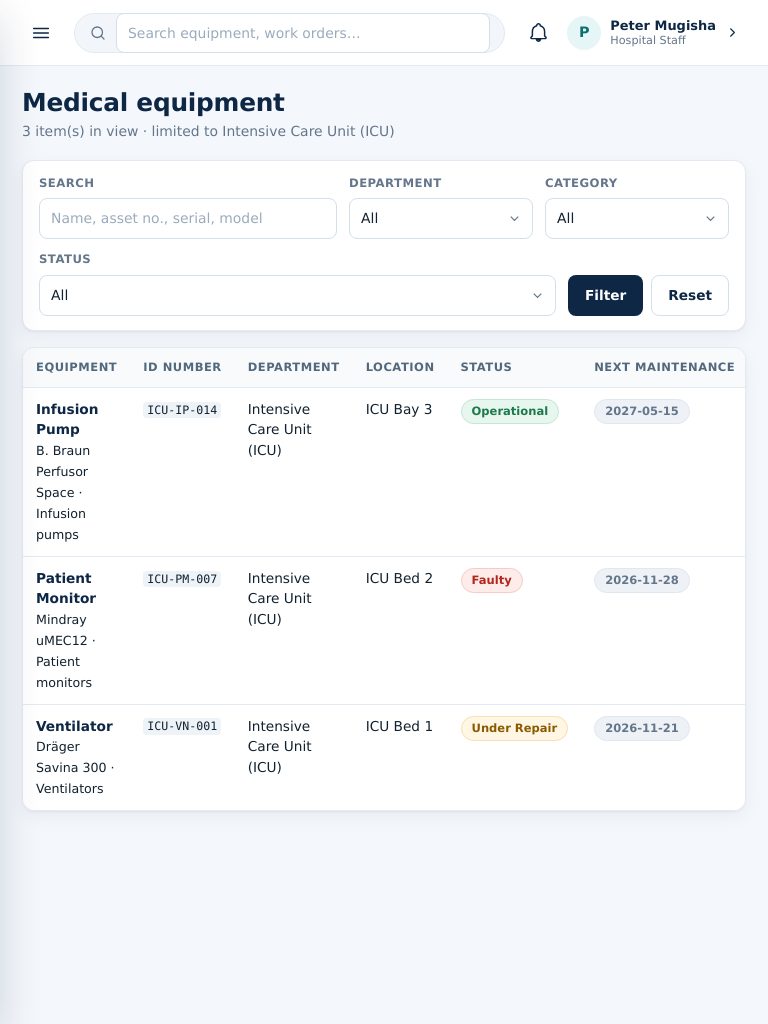 Search equipment, work orders...
P
Peter Mugisha
Hospital Staff
Medical equipment
3 item(s) in view · limited to Intensive Care Unit (ICU)
SEARCH
DEPARTMENT
CATEGORY
Name, asset no., serial, model
All
All
STATUS
All
Filter
Reset
EQUIPMENT
ID NUMBER
DEPARTMENT
LOCATION
STATUS
NEXT MAINTENANCE
Infusion
Pump
B. Braun
Perfusor
Space ·
Infusion
pumps
ICU-IP-014
Intensive
Care Unit
(ICU)
ICU Bay 3
Operational
2027-05-15
Patient
Monitor
Mindray
uMEC12 ·
Patient
monitors
ICU-PM-007
Intensive
Care Unit
(ICU)
ICU Bed 2
Faulty
2026-11-28
Ventilator
Dräger
Savina 300 ·
Ventilators
ICU-VN-001
Intensive
Care Unit
(ICU)
ICU Bed 1
Under Repair
2026-11-21